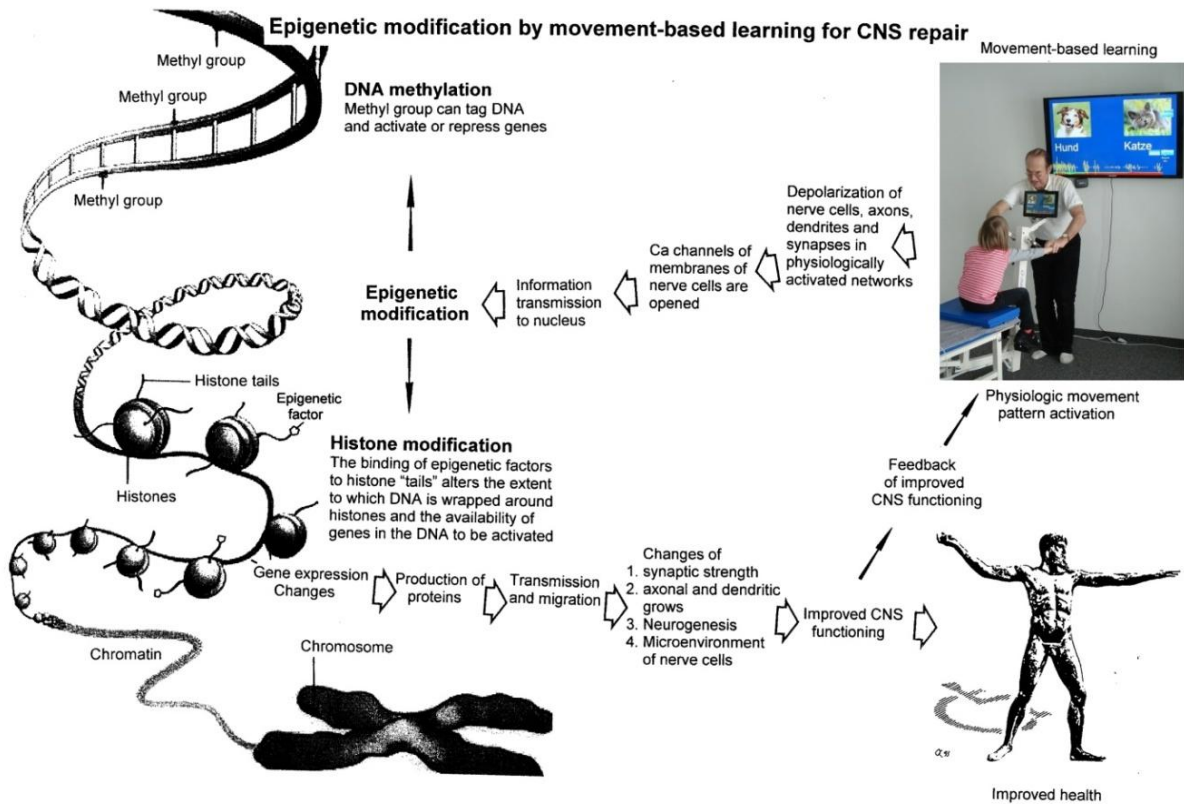 Epigenetic modification by movement-based learning for CNS repair
Methyl group
Methyl group
Methyl group
DNA methylation
Methyl group can tag DNA
and activate or repress genes
Movement-based learning
Hund
Katze
Depolarization of
nerve cells, axons,
dendrites and
synapses in
physiologically
activated networks
Ca channels of
membranes of
nerve cells are
opened
Information
transmission
to nucleus
Epigenetic
modification
Physiologic movement
pattern activation
Histone tails
Epigenetic
factor
Histones
Histone modification
The binding of epigenetic factors
to histone "tails" alters the extent
to which DNA is wrapped around
histones and the availability of
genes in the DNA to be activated
Feedback
of improved
CNS functioning
Gene expression
Changes
Production of
proteins
Transmission
and migration
Changes of
1. synaptic strength
2. axonal and dendritic
grows
3. Neurogenesis
4. Microenvironment
of nerve cells
Improved CNS
functioning
Chromatin
Chromosome
Improved health